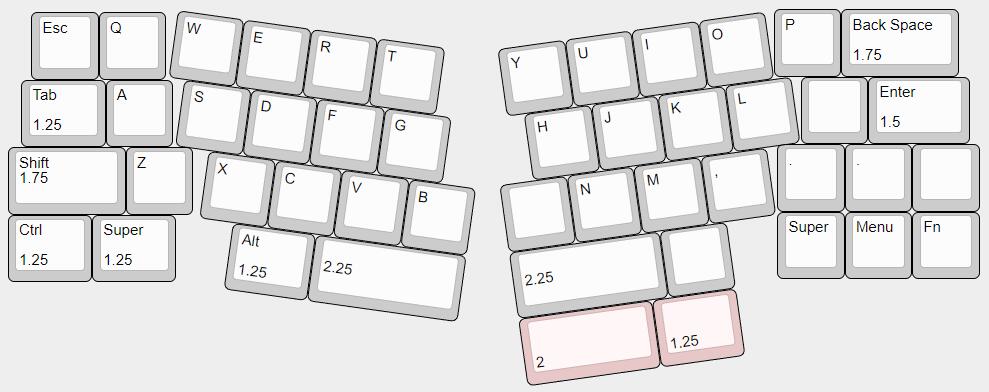 Esc Q W E R T Y U I O P Back Space
1.75
Tab A S D F G H J K L Enter
1.25 1.5
Shift Z X C V B N M , . .
1.75
Ctrl Super Alt Super Menu Fn
1.25 1.25 1.25 2.25 2.25
2 1.25